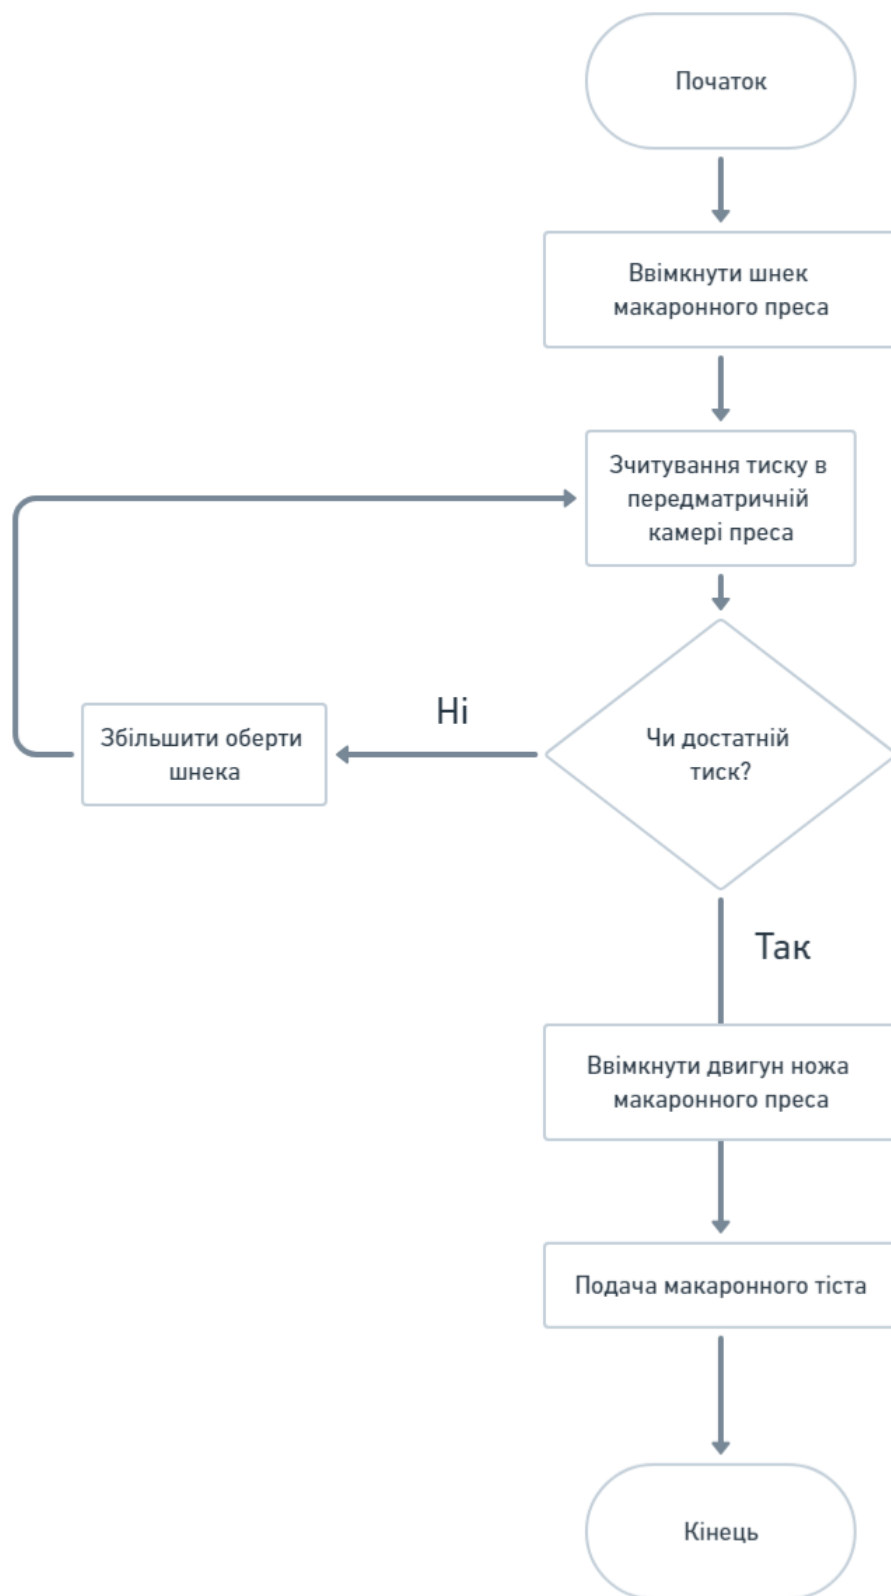 Початок
Ввімкнути шнек
макаронного преса
Зчитування тиску в
передматричній
камері преса
Чи достатній
тиск?
Ні
Збільшити оберти
шнека
Так
Ввімкнути двигун ножа
макаронного преса
Подача макаронного тіста
Кінець